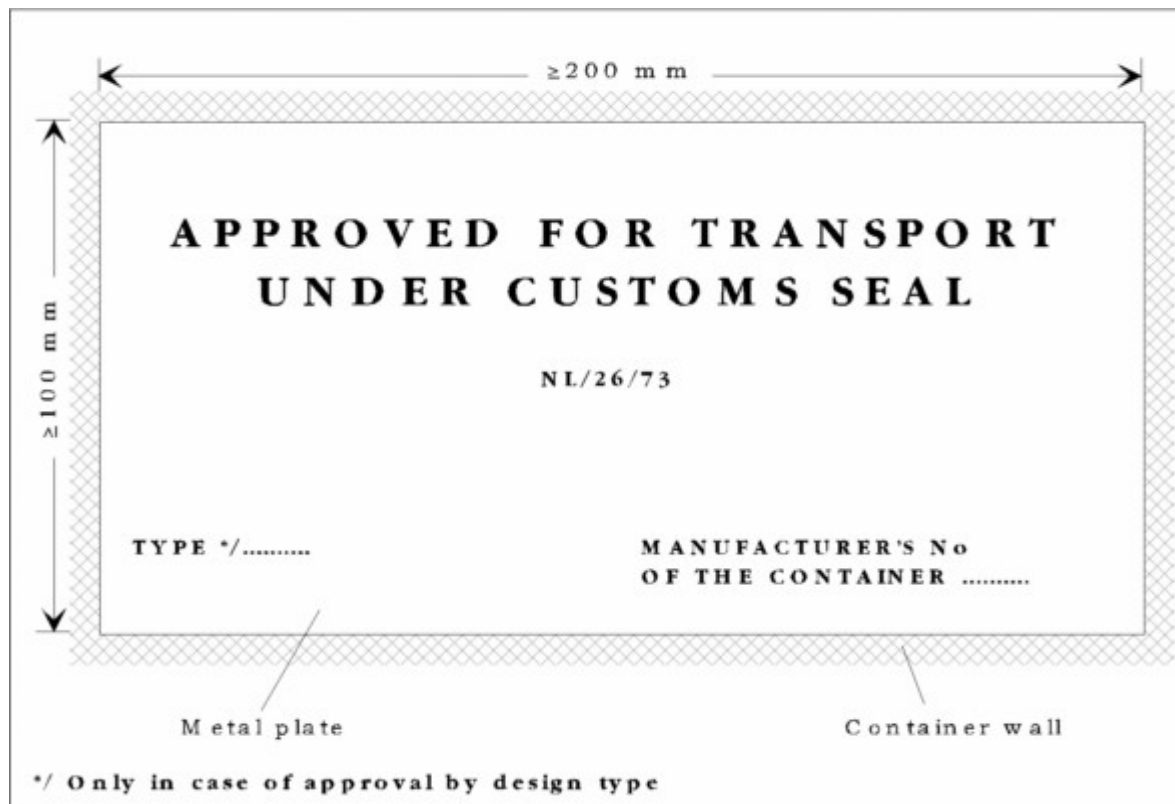 ≥200 mm
≥100 mm
APPROVED FOR TRANSPORT
UNDER CUSTOMS SEAL
NL/26/73
TYPE */..........
MANUFACTURER'S No
OF THE CONTAINER ..........
Metal plate
Container wall
*/ Only in case of approval by design type